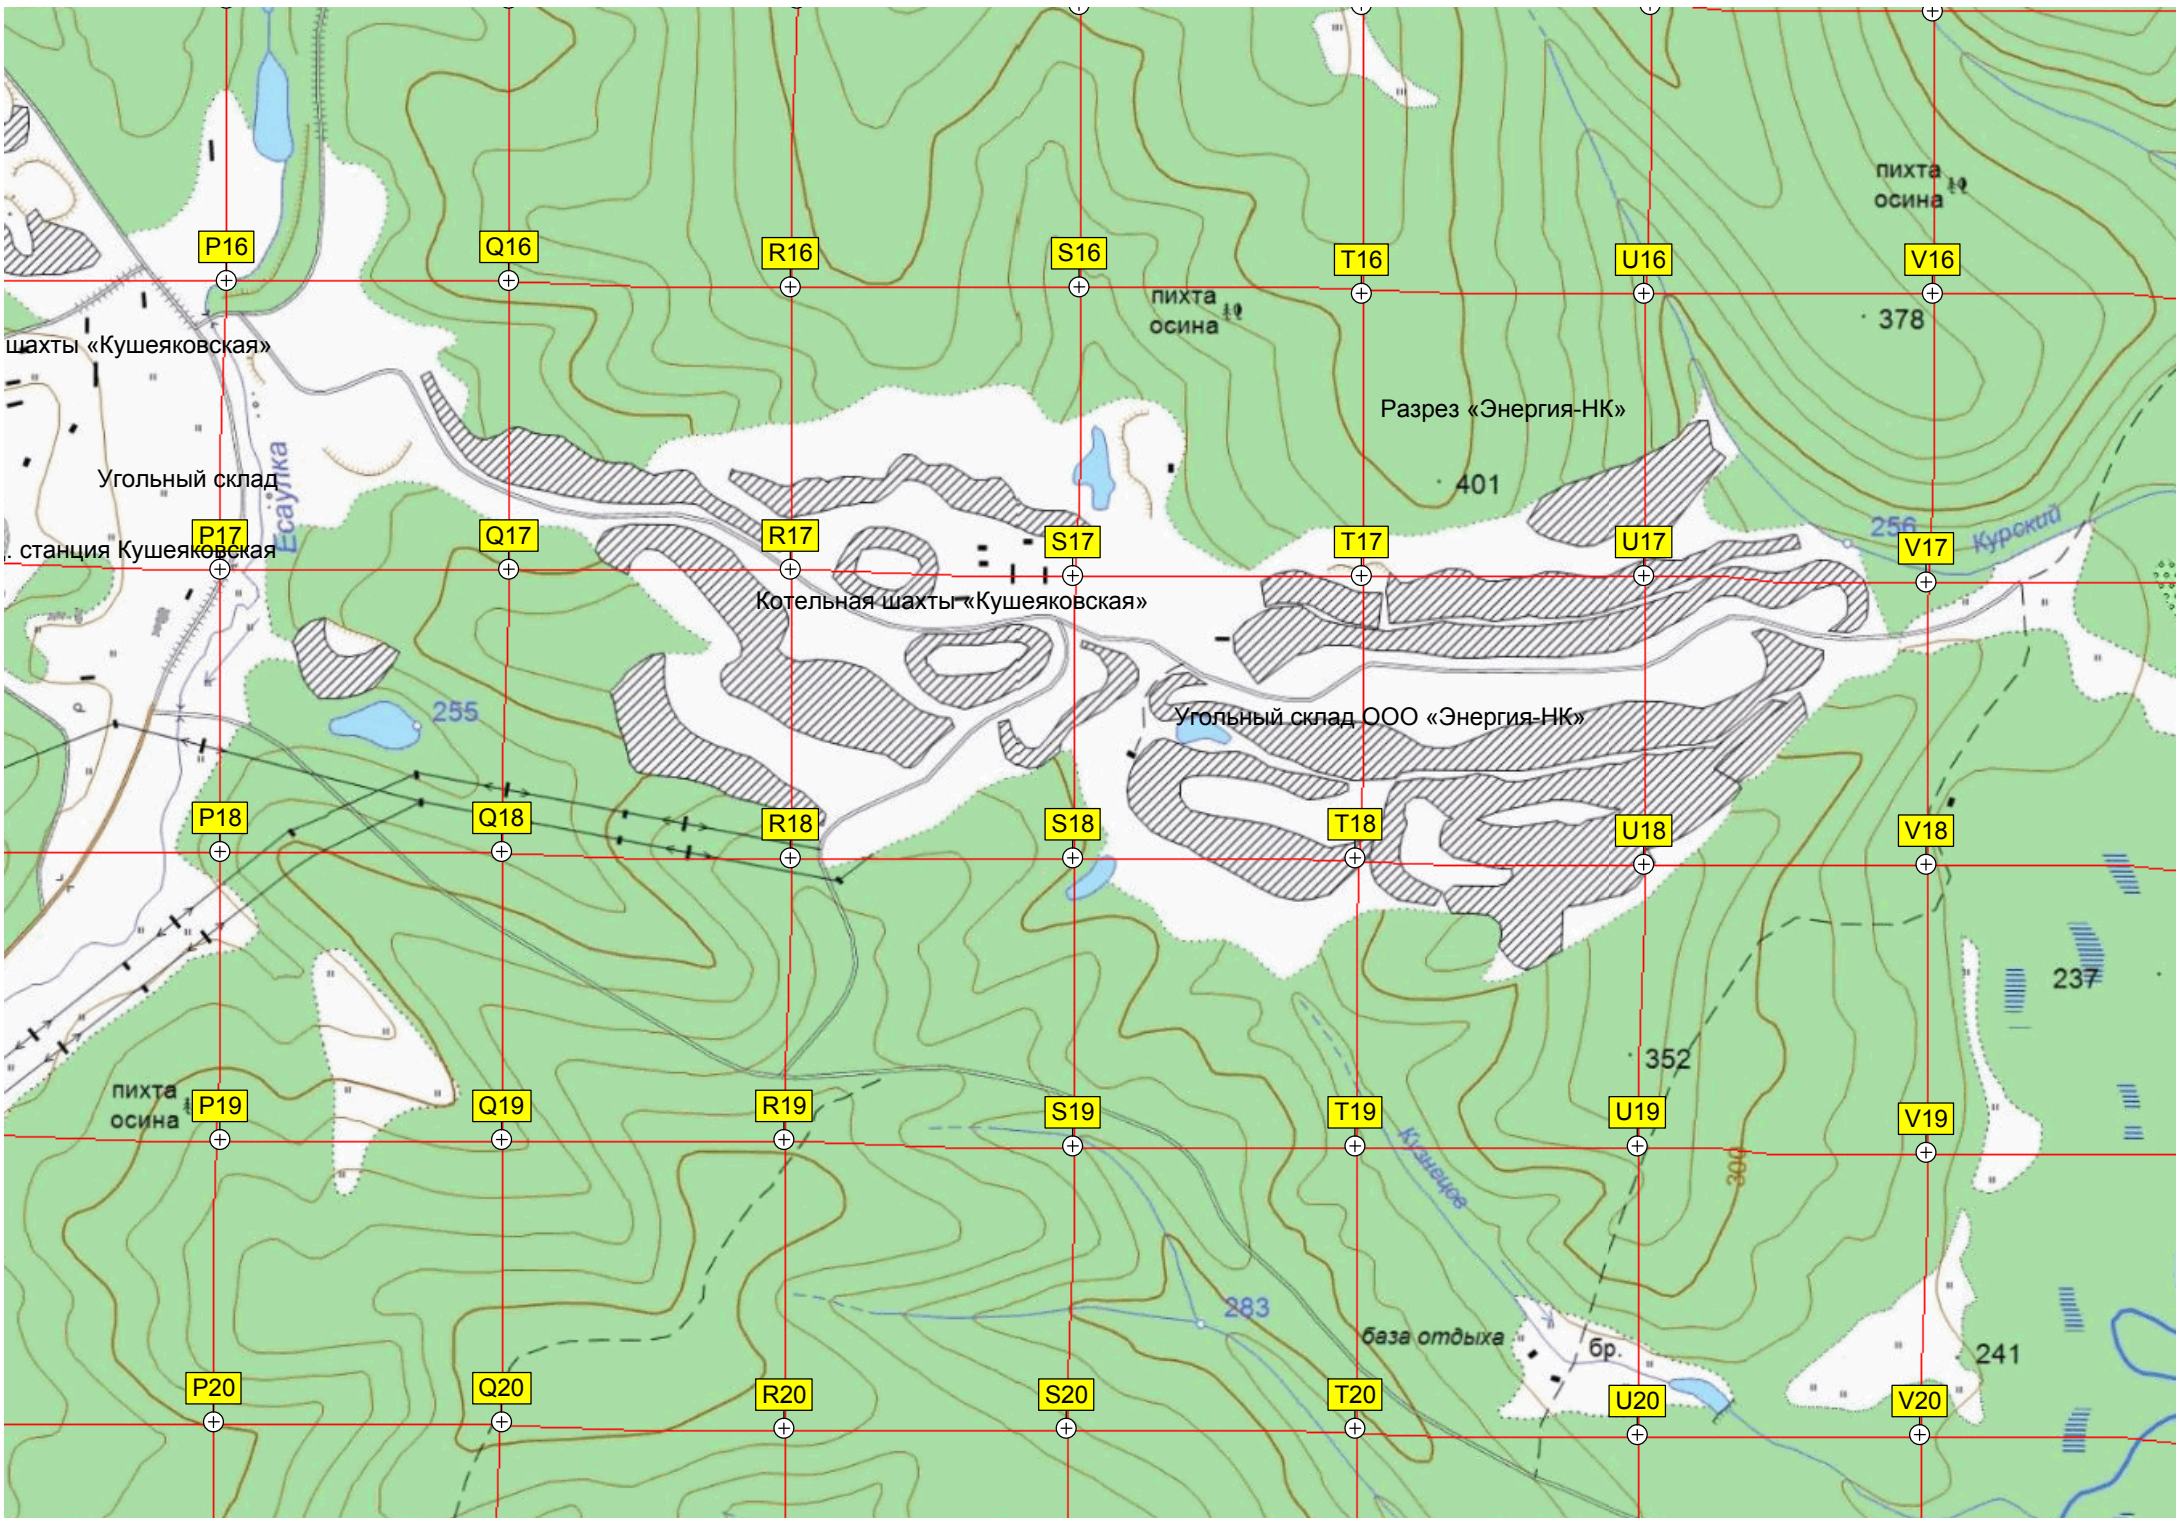 пихта
осина
P16
Q16
R16
S16
T16
U16
V16
пихта
осина
378
шахты «Кушеяковская»
Разрез «Энергия-НК»
401
Угольный склад
Есаулка
256
Курский
P17
Q17
R17
S17
T17
U17
V17
. станция Кушеяковская
Котельная шахты «Кушеяковская»
255
Угольный склад ООО «Энергия-НК»
P18
Q18
R18
S18
T18
U18
V18
237
352
пихта
осина
P19
Q19
R19
S19
T19
U19
V19
Кузнецов
300
283
база отдыха
бр.
241
P20
Q20
R20
S20
T20
U20
V20